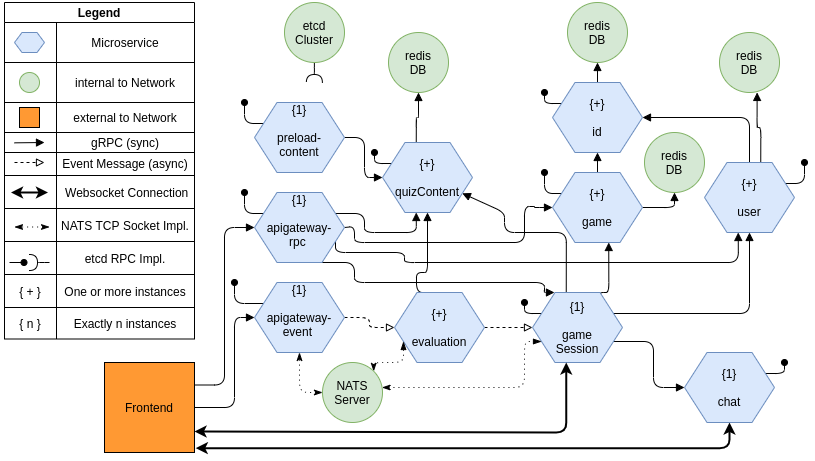 Legend
Microservice
internal to Network
external to Network
gRPC (sync)
Event Message (async)
Websocket Connection
NATS TCP Socket Impl.
etcd RPC Impl.
{ + }
One or more instances
{ n }
Exactly n instances
etcd
Cluster
redis
DB
redis
DB
redis
DB
redis
DB
{1}
preload-
content
{+}
quizContent
{+}
id
{+}
game
{+}
user
{1}
apigateway-
rpc
{1}
apigateway-
event
{+}
evaluation
{1}
game
Session
NATS
Server
{1}
chat
Frontend